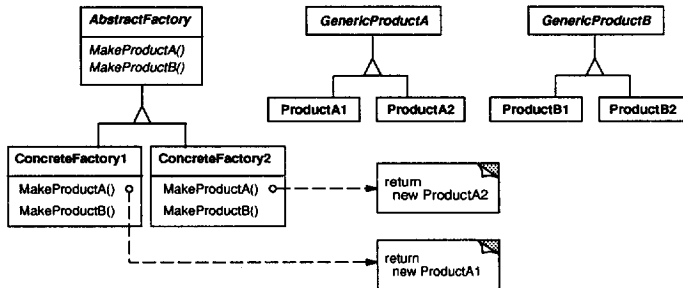 AbstractFactory
MakeProductA()
MakeProductB()
GenericProductA
GenericProductB
ProductA1
ProductA2
ProductB1
ProductB2
ConcreteFactory1
MakeProductA()
MakeProductB()
ConcreteFactory2
MakeProductA()
MakeProductB()
return
new ProductA2
return
new ProductA1